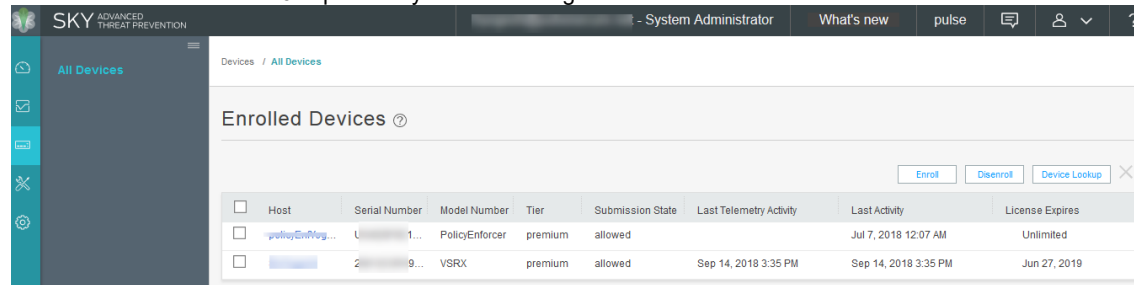 SKY ADVANCED THREAT PREVENTION
- System Administrator What's new pulse
All Devices
Devices / All Devices
Enrolled Devices
Enroll Disenroll Device Lookup
Host Serial Number Model Number Tier Submission State Last Telemetry Activity Last Activity License Expires
U 1... PolicyEnforcer premium allowed Jul 7, 2018 12:07 AM Unlimited
2 9... VSRX premium allowed Sep 14, 2018 3:35 PM Sep 14, 2018 3:35 PM Jun 27, 2019